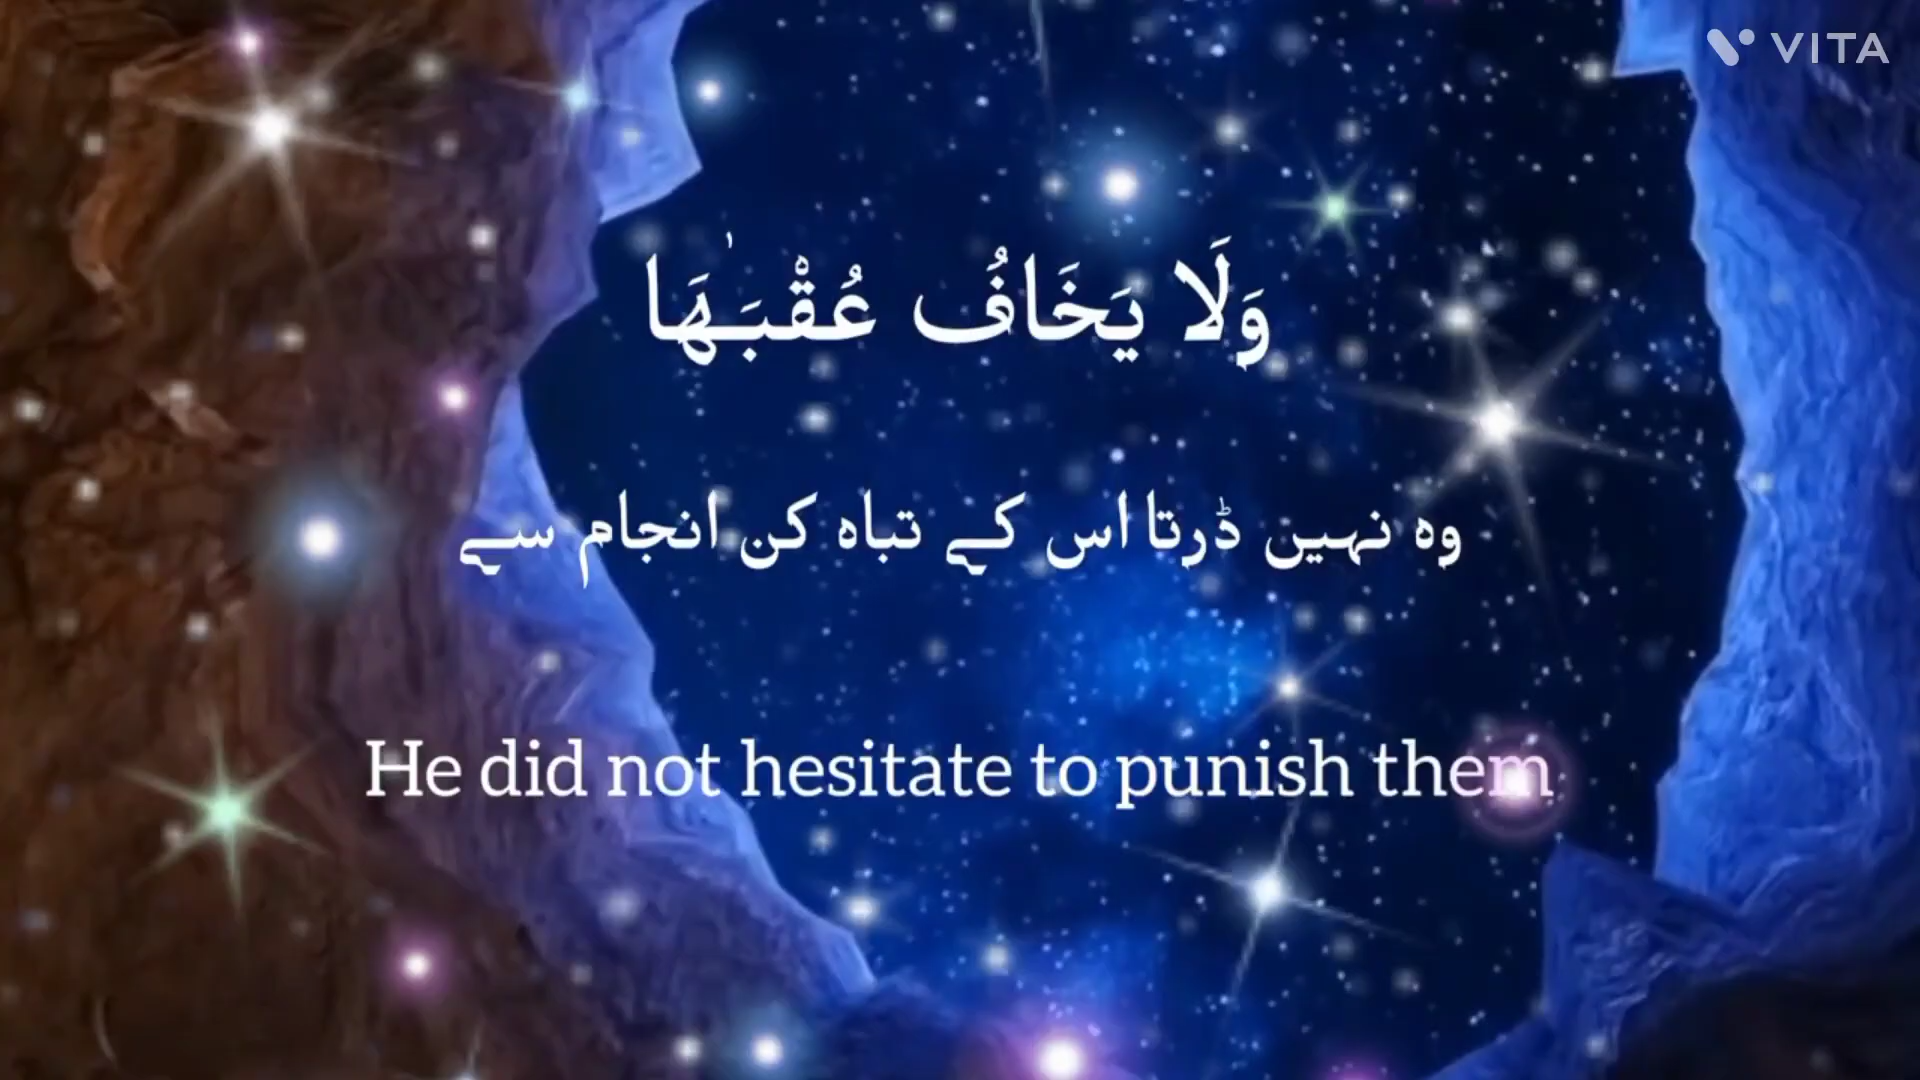 VITA
وَلَا يَخَافُ عُقْبَـٰهَا
وہ نہیں ڈرتا اس کے تباہ کن انجام سے
He did not hesitate to punish them